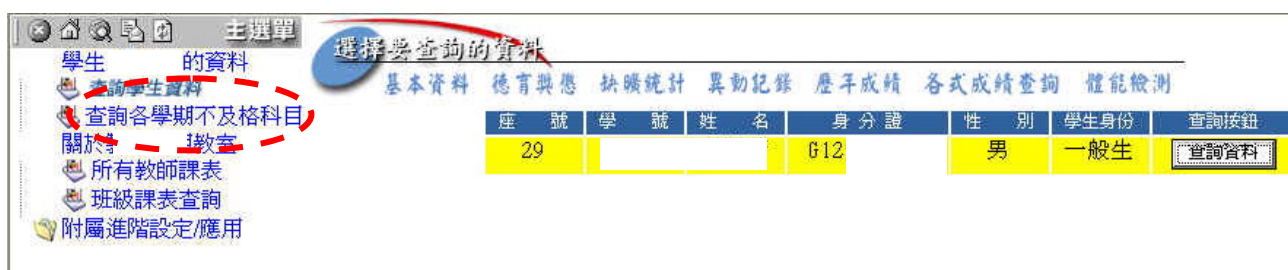 主選單
學生 的資料
查詢學生資料
查詢各學期不及格科目
關於 教室
所有教師課表
班級課表查詢
附屬進階設定/應用
選擇要查詢的資料
基本資料 德育獎懲 缺曠統計 異動記錄 歷年成績 各式成績查詢 體能檢測
座 號 學 號 姓 名 身 分 證 性 別 學生身份 查詢按鈕
29 G12 男 一般生 查詢資料